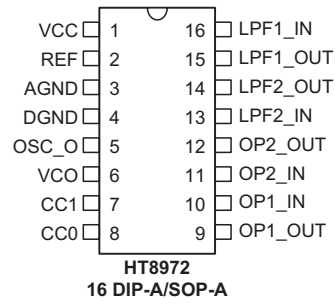 VCC 1 16 LPF1_IN
REF 2 15 LPF1_OUT
AGND 3 14 LPF2_OUT
DGND 4 13 LPF2_IN
OSC_O 5 12 OP2_OUT
VCO 6 11 OP2_IN
CC1 7 10 OP1_IN
CC0 8 9 OP1_OUT
HT8972
16 DIP-A/SOP-A